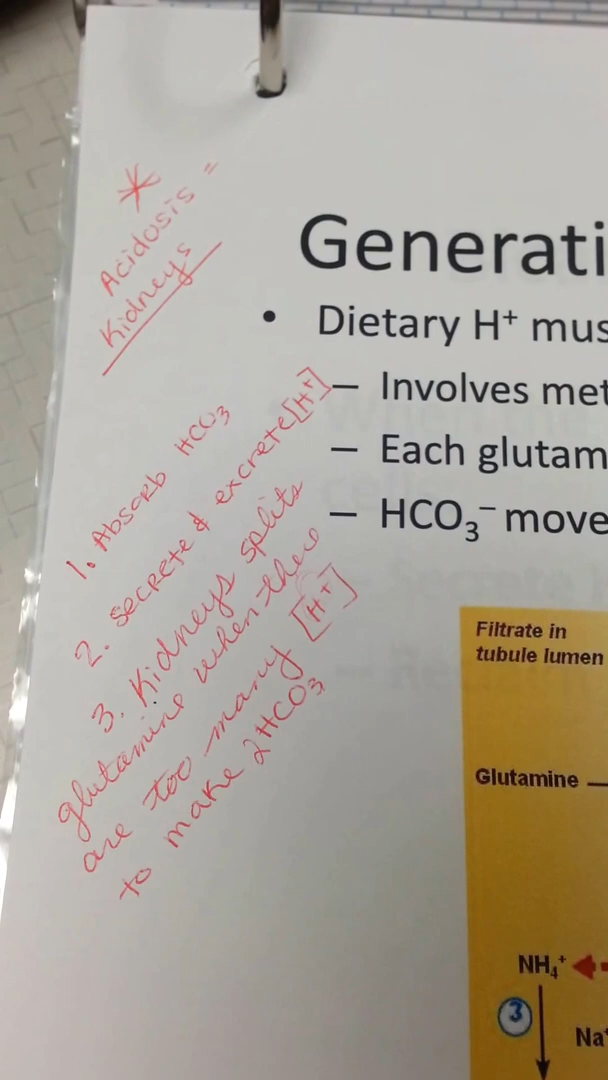 * Acidosis =
Kidneys
1. Absorb HCO3
2. Secrete & excrete [H+]
3. Kidneys splits
glutamine when
are too many [H+]
to make 2HCO3
Generati
• Dietary H+ mus
– Involves met
– Each glutam
– HCO3− move
Filtrate in
tubule lumen
Glutamine
NH4+
3
Na+